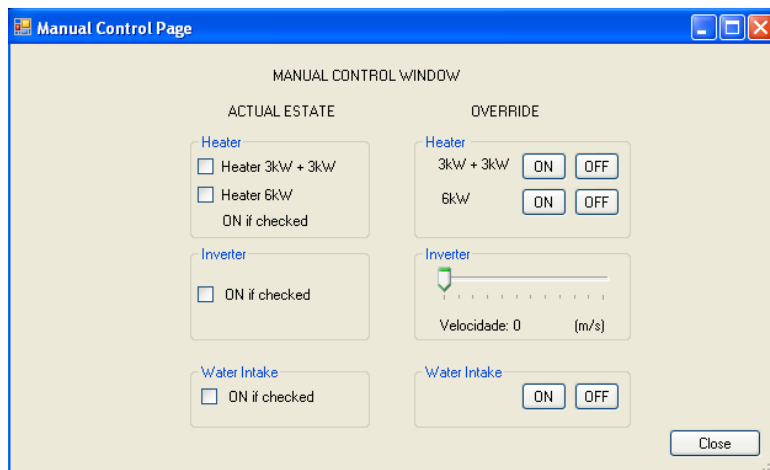 Manual Control Page
MANUAL CONTROL WINDOW
ACTUAL ESTATE
OVERRIDE
Heater
Heater 3kW + 3kW
Heater 6kW
ON if checked
Heater
3kW + 3kW ON OFF
6kW ON OFF
Inverter
ON if checked
Inverter
Velocidade: 0 (m/s)
Water Intake
ON if checked
Water Intake
ON OFF
Close